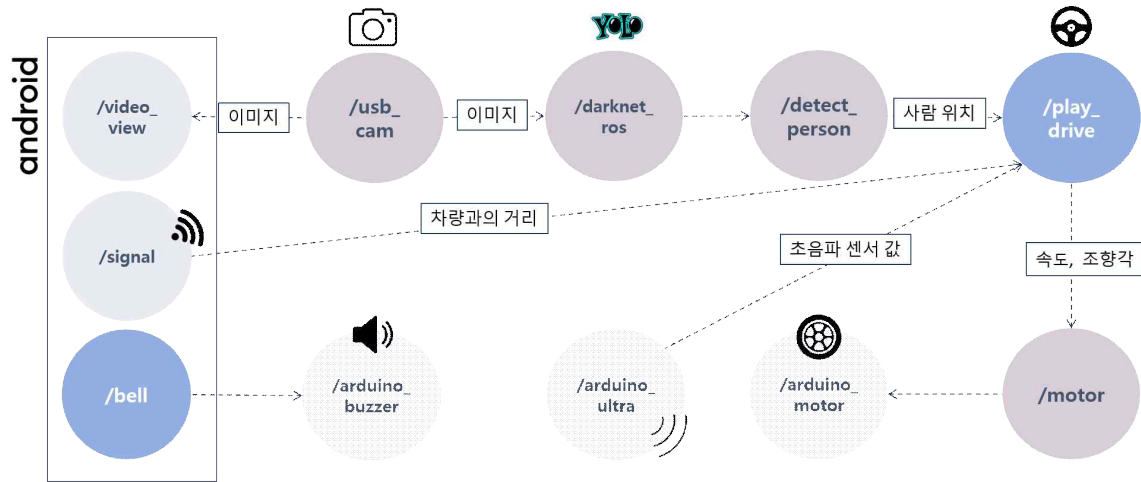 android
YOLO
/video_
view
이미지
/usb_
cam
이미지
/darknet_
ros
/detect_
person
사람 위치
/play_
drive
/signal
차량과의 거리
초음파 센서 값
속도, 조향각
/bell
/arduino_
buzzer
/arduino_
ultra
/arduino_
motor
/motor